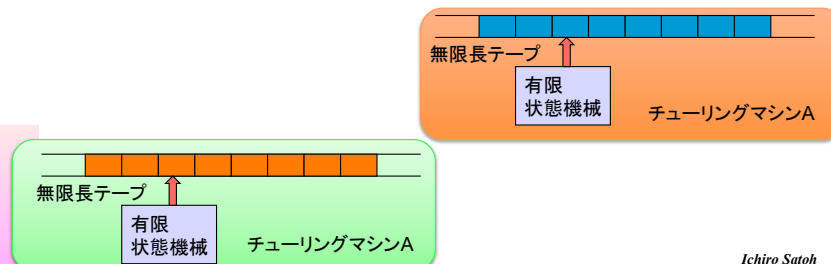 無限長テープ
有限
状態機械
チューリングマシンA
無限長テープ
有限
状態機械
チューリングマシンA
Ichiro Satoh